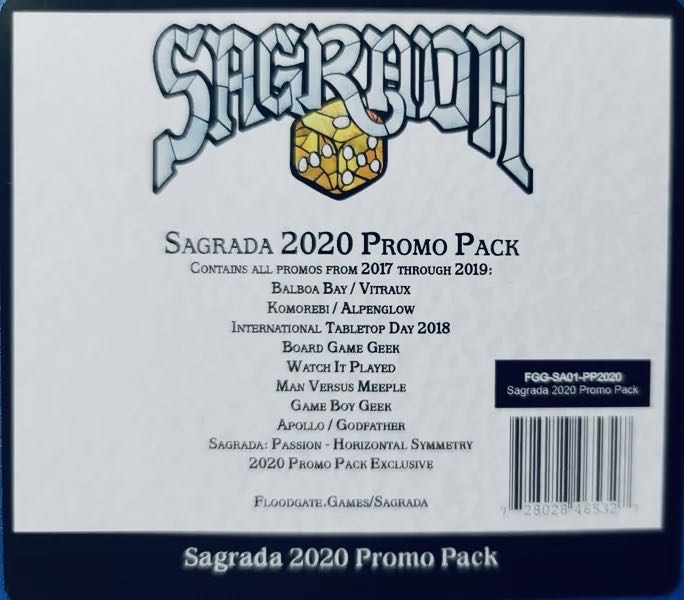 SAGRADA
SAGRADA 2020 PROMO PACK
CONTAINS ALL PROMOS FROM 2017 THROUGH 2019:
BALBOA BAY / VITRAUX
KOMOREBI / ALPENGLOW
INTERNATIONAL TABLETOP DAY 2018
BOARD GAME GEEK
WATCH IT PLAYED
MAN VERSUS MEEPLE
GAME BOY GEEK
APOLLO / GODFATHER
SAGRADA: PASSION - HORIZONTAL SYMMETRY
2020 PROMO PACK EXCLUSIVE
FLOODGATE.GAMES/SAGRADA
FGG-SA01-PP2020
Sagrada 2020 Promo Pack
7 28028 46532
Sagrada 2020 Promo Pack